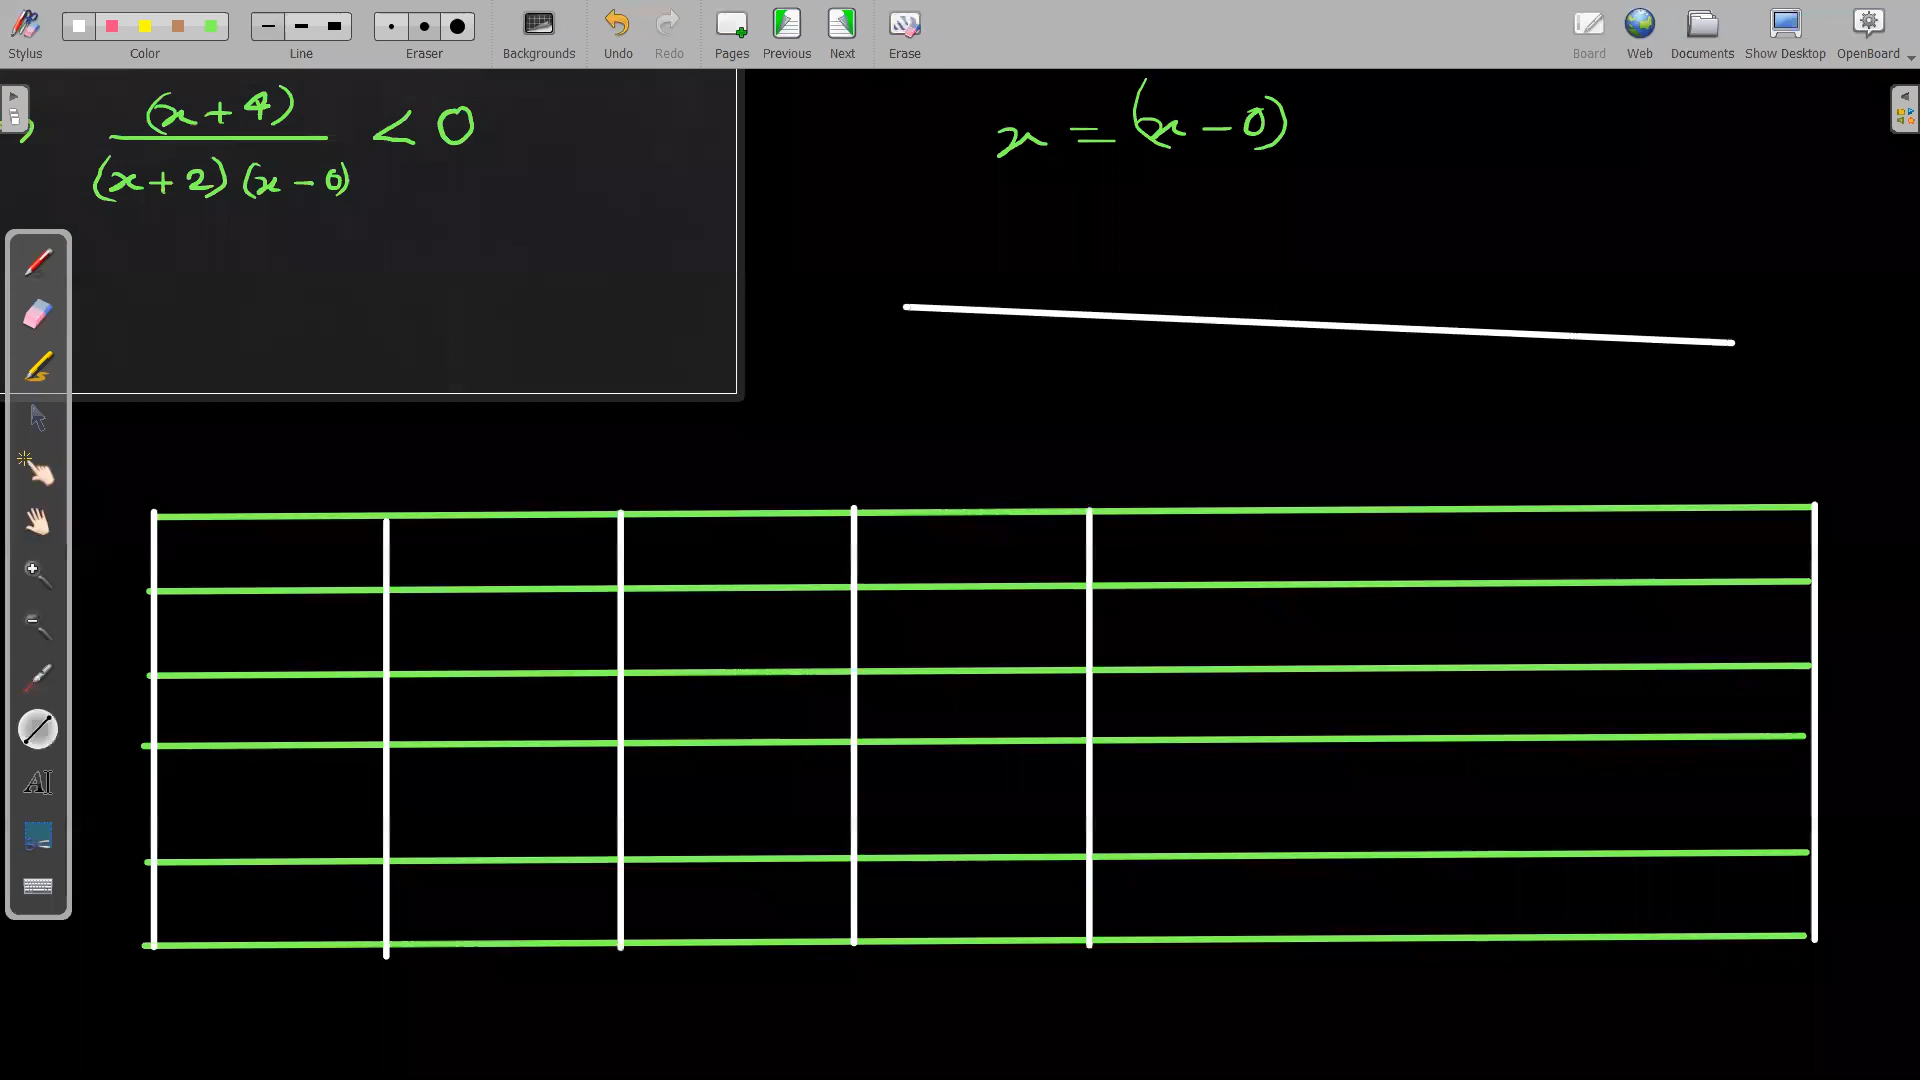 Stylus Color Line Eraser Backgrounds Undo Redo Pages Previous Next Erase Board Web Documents Show Desktop OpenBoard
(x + 4)
< 0
(x + 2) (x - 0)
x = (x - 0)
AI